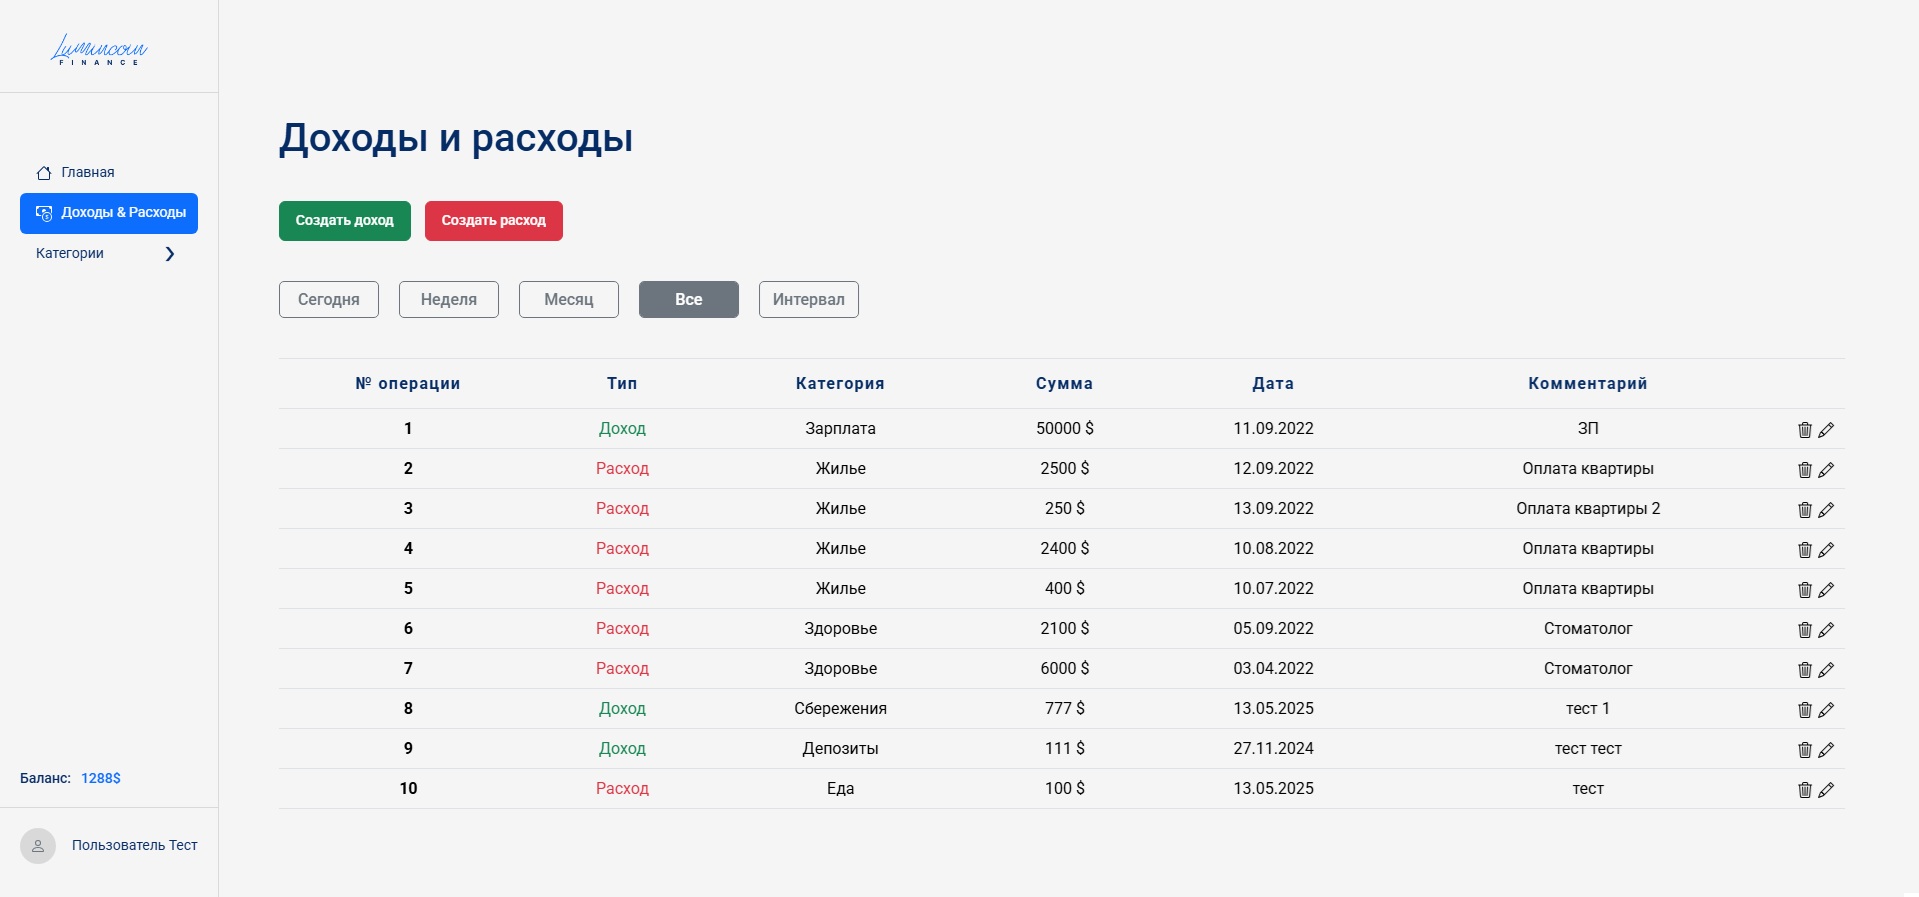 Lumincoin
FINANCE
Главная
Доходы & Расходы
Категории
Баланс: 1288$
Пользователь Тест
Доходы и расходы
Создать доход Создать расход
Сегодня Неделя Месяц Все Интервал
№ операции Тип Категория Сумма Дата Комментарий
1 Доход Зарплата 50000 $ 11.09.2022 ЗП
2 Расход Жилье 2500 $ 12.09.2022 Оплата квартиры
3 Расход Жилье 250 $ 13.09.2022 Оплата квартиры 2
4 Расход Жилье 2400 $ 10.08.2022 Оплата квартиры
5 Расход Жилье 400 $ 10.07.2022 Оплата квартиры
6 Расход Здоровье 2100 $ 05.09.2022 Стоматолог
7 Расход Здоровье 6000 $ 03.04.2022 Стоматолог
8 Доход Сбережения 777 $ 13.05.2025 тест 1
9 Доход Депозиты 111 $ 27.11.2024 тест тест
10 Расход Еда 100 $ 13.05.2025 тест